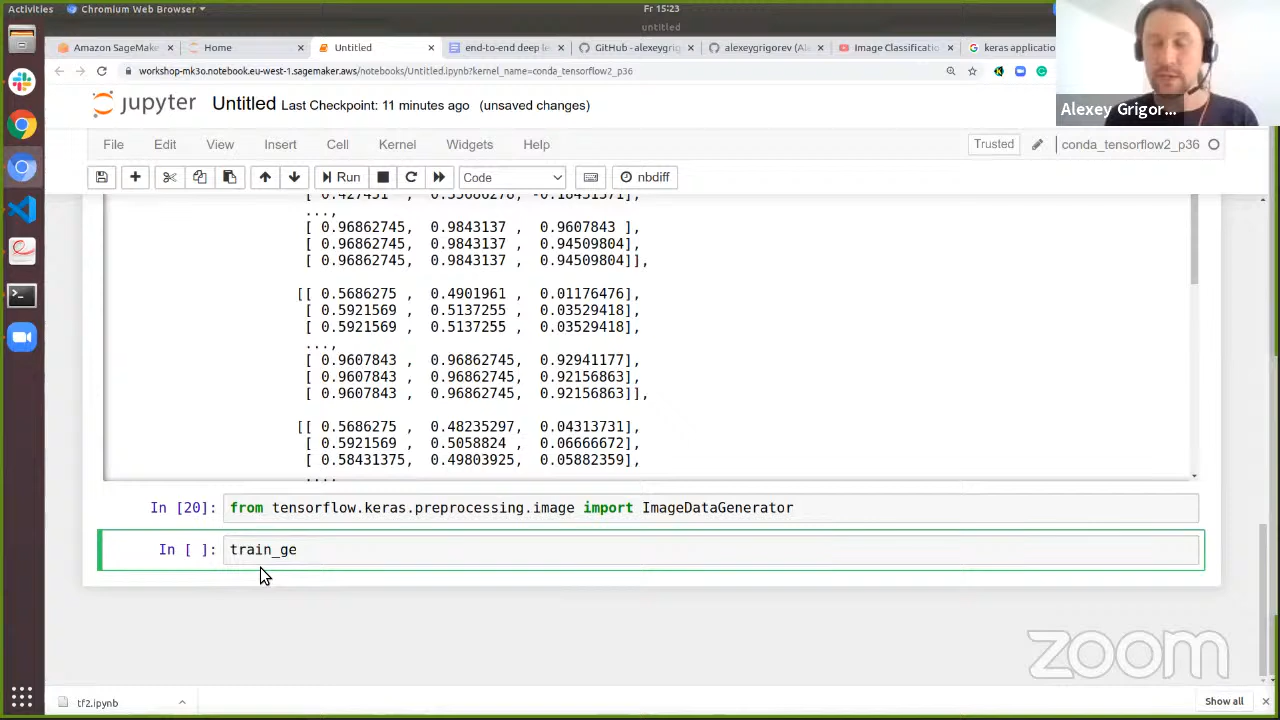 Activities Chromium Web Browser Fr 15:23
untitled
Amazon SageMake Home Untitled end-to-end deep le GitHub - alexeygri alexeygrigorev (Al Image Classificatio keras applicatio
workshop-mk3o.notebook.eu-west-1.sagemaker.aws/notebooks/Untitled.ipynb?kernel_name=conda_tensorflow2_p36
jupyter Untitled Last Checkpoint: 11 minutes ago (unsaved changes)
Alexey Grigor...
File Edit View Insert Cell Kernel Widgets Help Trusted conda_tensorflow2_p36
Run Code nbdiff
...,
[ 0.96862745, 0.9843137 , 0.9607843 ],
[ 0.96862745, 0.9843137 , 0.94509804],
[ 0.96862745, 0.9843137 , 0.94509804]],
[[ 0.5686275 , 0.4901961 , 0.01176476],
[ 0.5921569 , 0.5137255 , 0.03529418],
[ 0.5921569 , 0.5137255 , 0.03529418],
...,
[ 0.9607843 , 0.96862745, 0.92941177],
[ 0.9607843 , 0.96862745, 0.92156863],
[ 0.9607843 , 0.96862745, 0.92156863]],
[[ 0.5686275 , 0.48235297, 0.04313731],
[ 0.5921569 , 0.5058824 , 0.06666672],
[ 0.58431375, 0.49803925, 0.05882359],
...,
In [20]: from tensorflow.keras.preprocessing.image import ImageDataGenerator
In [ ]: train_ge
zoom
tf2.ipynb Show all